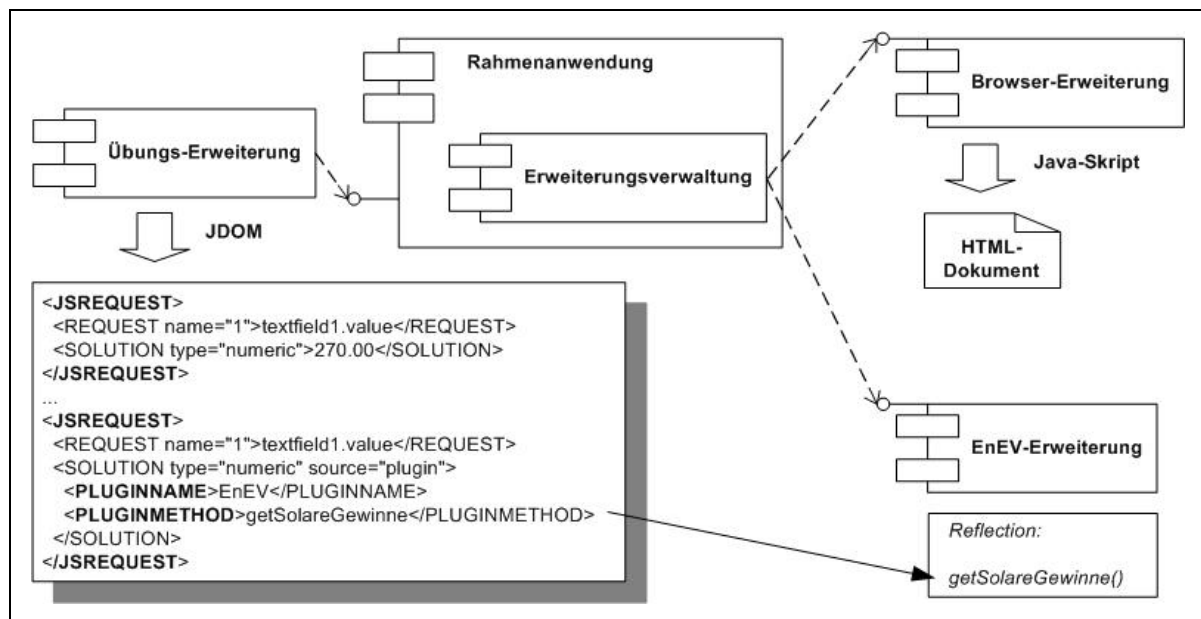 Rahmenanwendung
Browser-Erweiterung
Übungs-Erweiterung
Erweiterungsverwaltung
Java-Skript
JDOM
HTML-
Dokument
<JSREQUEST>
<REQUEST name="1">textfield1.value</REQUEST>
<SOLUTION type="numeric">270.00</SOLUTION>
</JSREQUEST>
...
<JSREQUEST>
<REQUEST name="1">textfield1.value</REQUEST>
<SOLUTION type="numeric" source="plugin">
<PLUGINNAME>EnEV</PLUGINNAME>
<PLUGINMETHOD>getSolareGewinne</PLUGINMETHOD>
</SOLUTION>
</JSREQUEST>
EnEV-Erweiterung
Reflection:
getSolareGewinne()